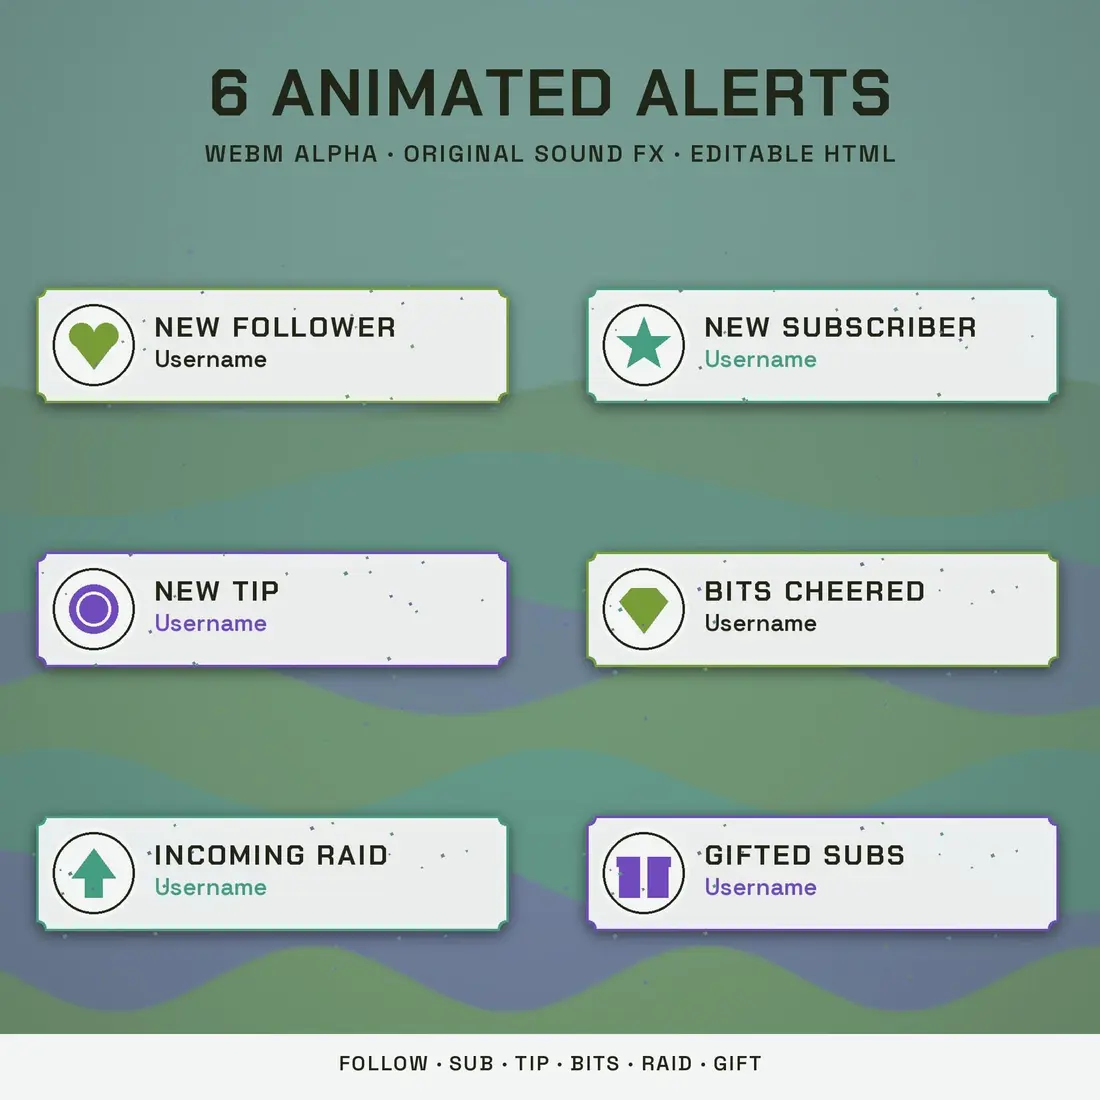 6 ANIMATED ALERTS
WEBM ALPHA · ORIGINAL SOUND FX · EDITABLE HTML
NEW FOLLOWER
Username
NEW SUBSCRIBER
Username
NEW TIP
Username
BITS CHEERED
Username
INCOMING RAID
Username
GIFTED SUBS
Username
FOLLOW · SUB · TIP · BITS · RAID · GIFT